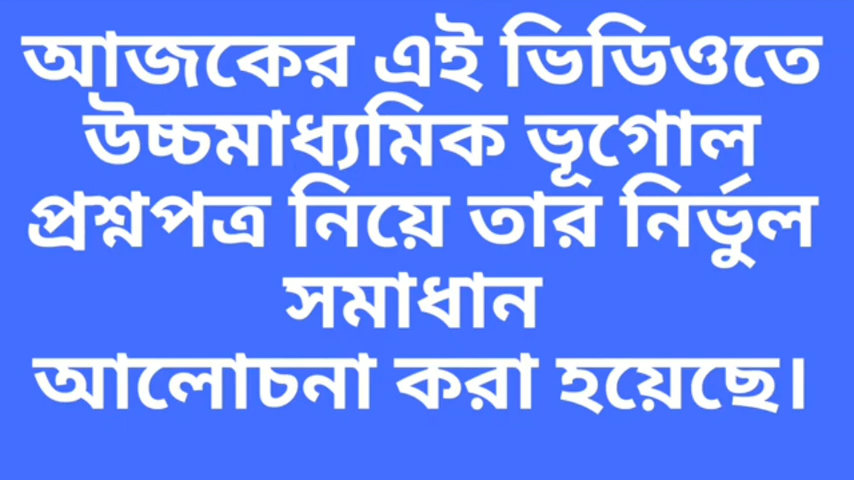 আজকের এই ভিডিওতে
উচ্চমাধ্যমিক ভূগোল
প্রশ্নপত্র নিয়ে তার নির্ভুল
সমাধান
আলোচনা করা হয়েছে।